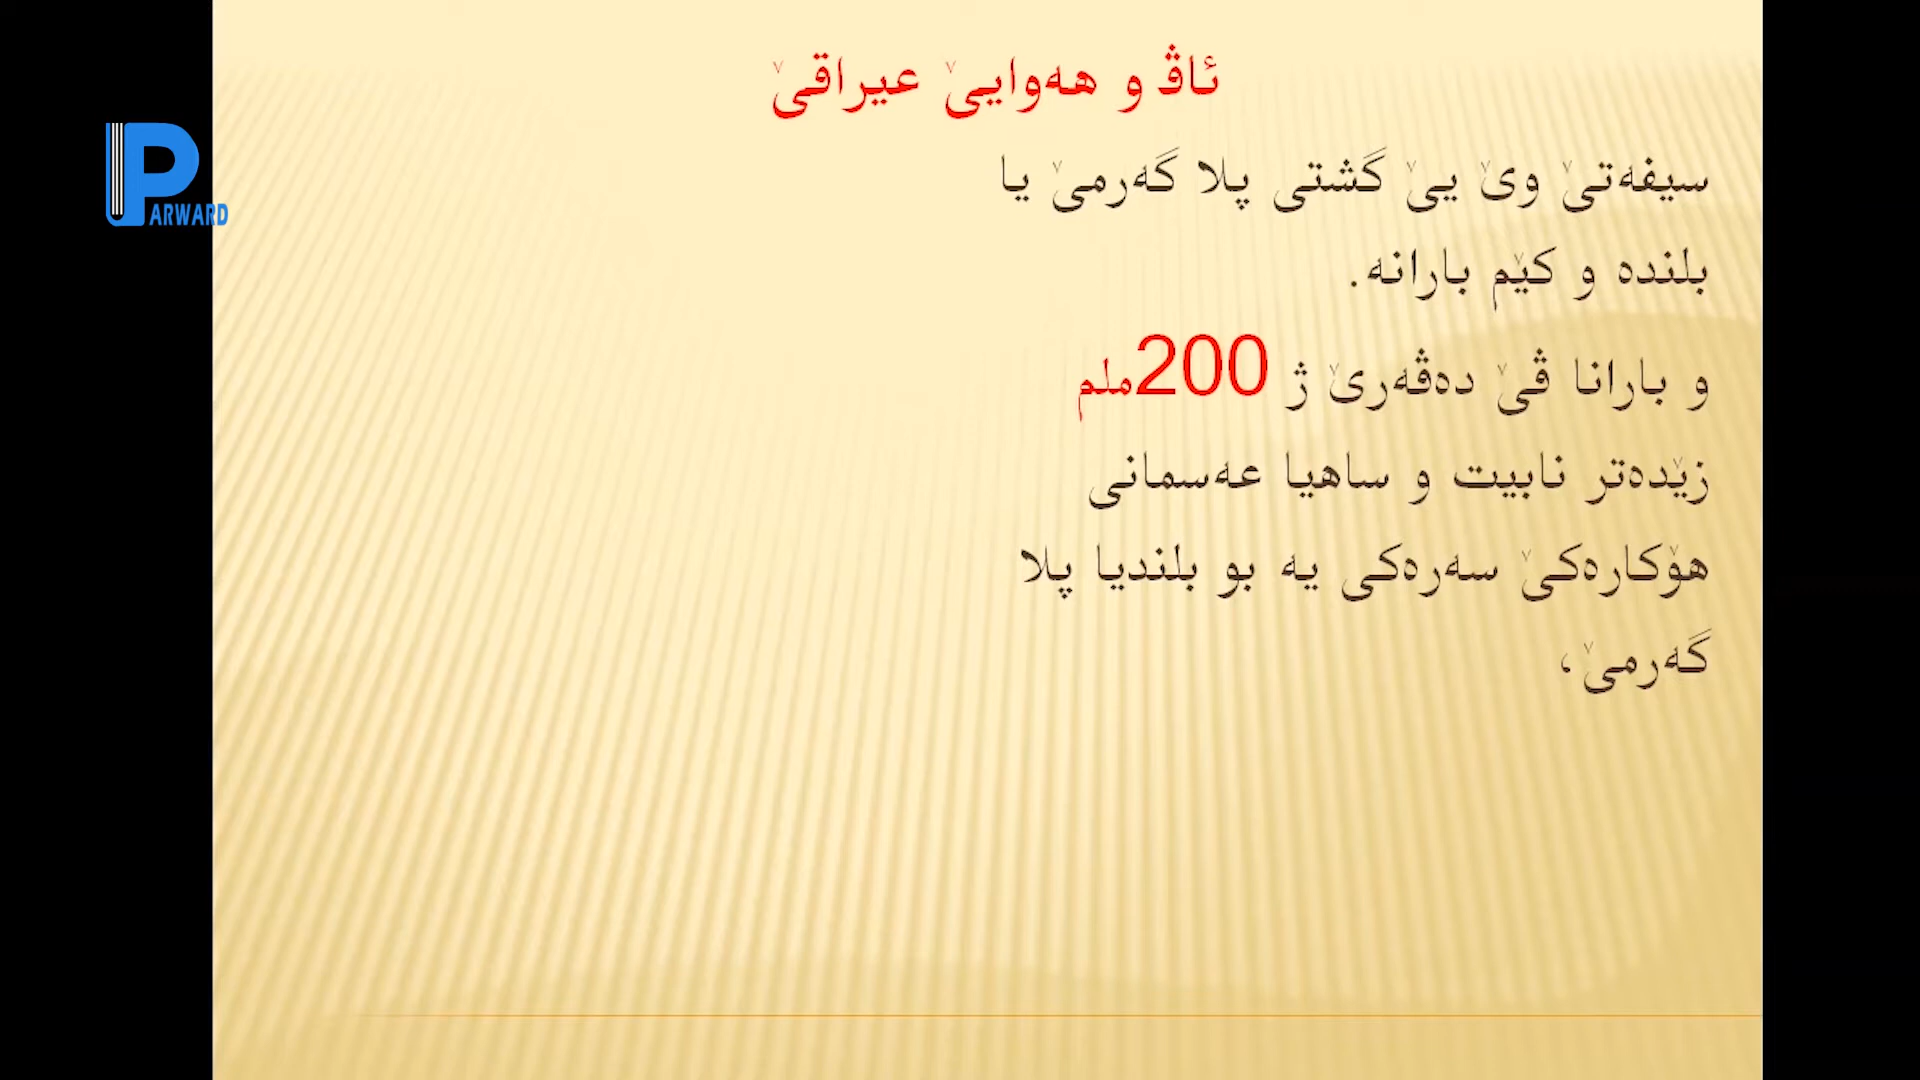 ئاڤ و هەوایێ عیراقێ
PARWARD
سیفەتێ وێ یێ گشتی پلا گەرمێ یا
بلندە و کێم بارانە.
و بارانا ڤێ دەڤەرێ ژ 200ملم
زێدەتر نابیت و ساهیا عەسمانی
هۆکارەکێ سەرەکی یە بو بلندیا پلا
گەرمێ،